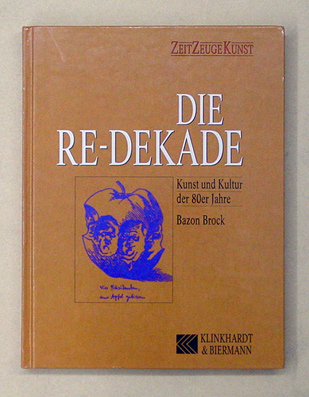 ZEITZEUGEKUNST
DIE
RE-DEKADE
Kunst und Kultur
der 80er Jahre
Bazon Brock
KLINKHARDT
& BIERMANN